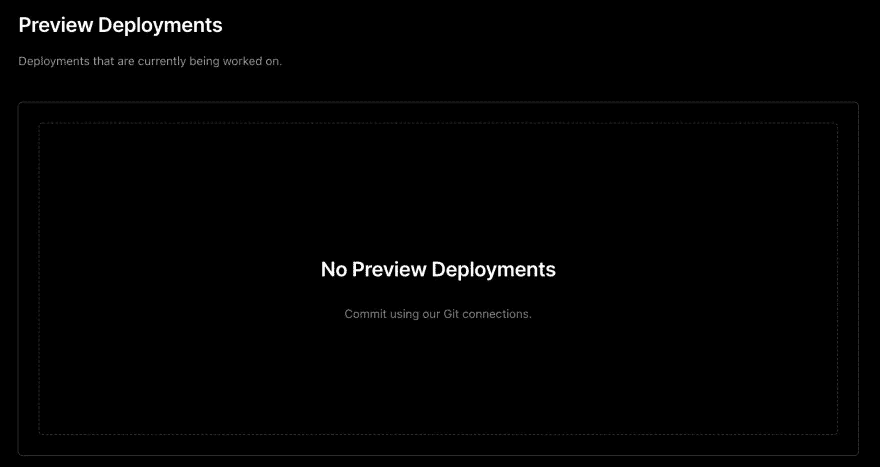 Preview Deployments
Deployments that are currently being worked on.
No Preview Deployments
Commit using our Git connections.